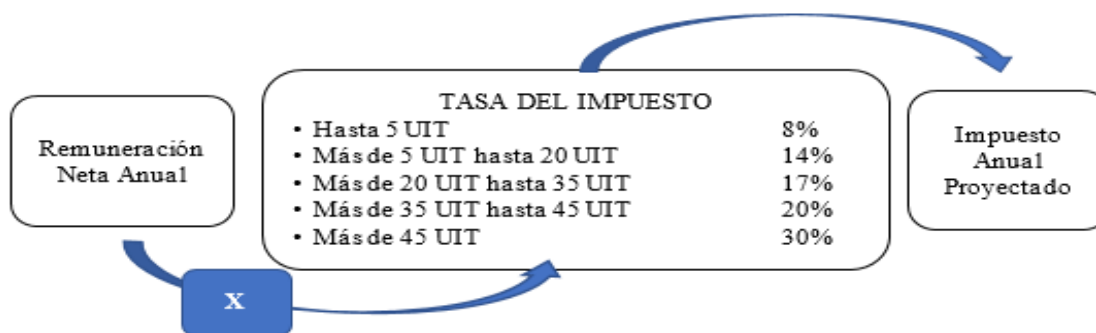 Remuneración
Neta Anual
X
TASA DEL IMPUESTO
• Hasta 5 UIT 8%
• Más de 5 UIT hasta 20 UIT 14%
• Más de 20 UIT hasta 35 UIT 17%
• Más de 35 UIT hasta 45 UIT 20%
• Más de 45 UIT 30%
Impuesto
Anual
Proyectado